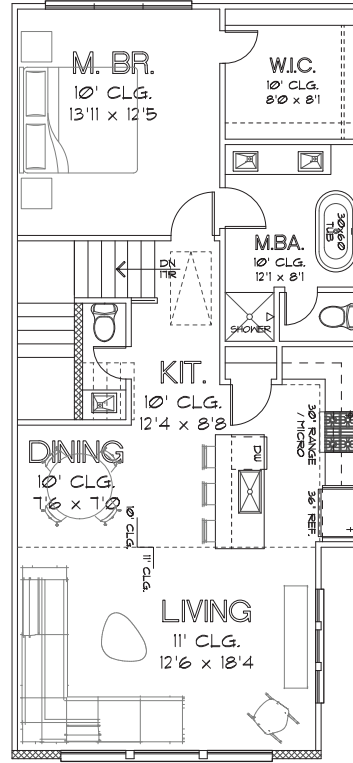 M. BR.
10' CLG.
13'11 x 12'5
W.I.C.
10' CLG.
8'0 x 8'1
30x60
TUB
M.BA.
10' CLG.
12'1 x 8'1
DN
17R
SHOWER
KIT.
10' CLG.
12'4 x 8'8
30" RANGE
/ MICRO
DINING
10' CLG.
7'6 x 7'0
DW
36" REF.
10' CLG.
11' CLG.
LIVING
11' CLG.
12'6 x 18'4